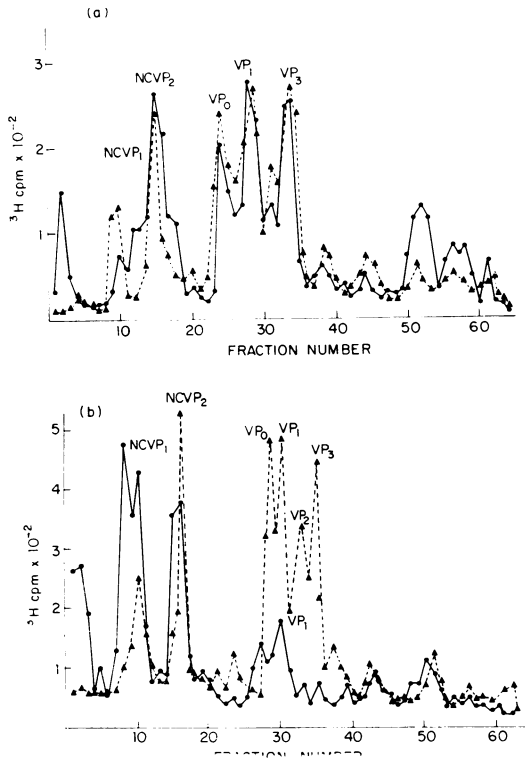 (a)
NCVP₂
VP₀
VP₁
VP₃
NCVP₁
3
2
1
³H cpm x 10⁻²
10
20
30
40
50
60
FRACTION NUMBER
(b)
NCVP₂
NCVP₁
VP₀
VP₁
VP₃
VP₂
VP₁
5
4
3
2
1
³H cpm x 10⁻²
10
20
30
40
50
60
FRACTION NUMBER